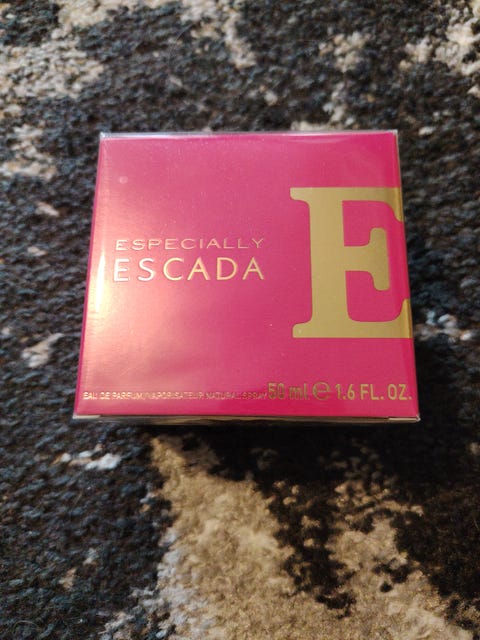 E
ESPECIALLY
ESCADA
EAU DE PARFUM/VAPORISATEUR NATURAL SPRAY 50 ml ℮ 1.6 FL. OZ.